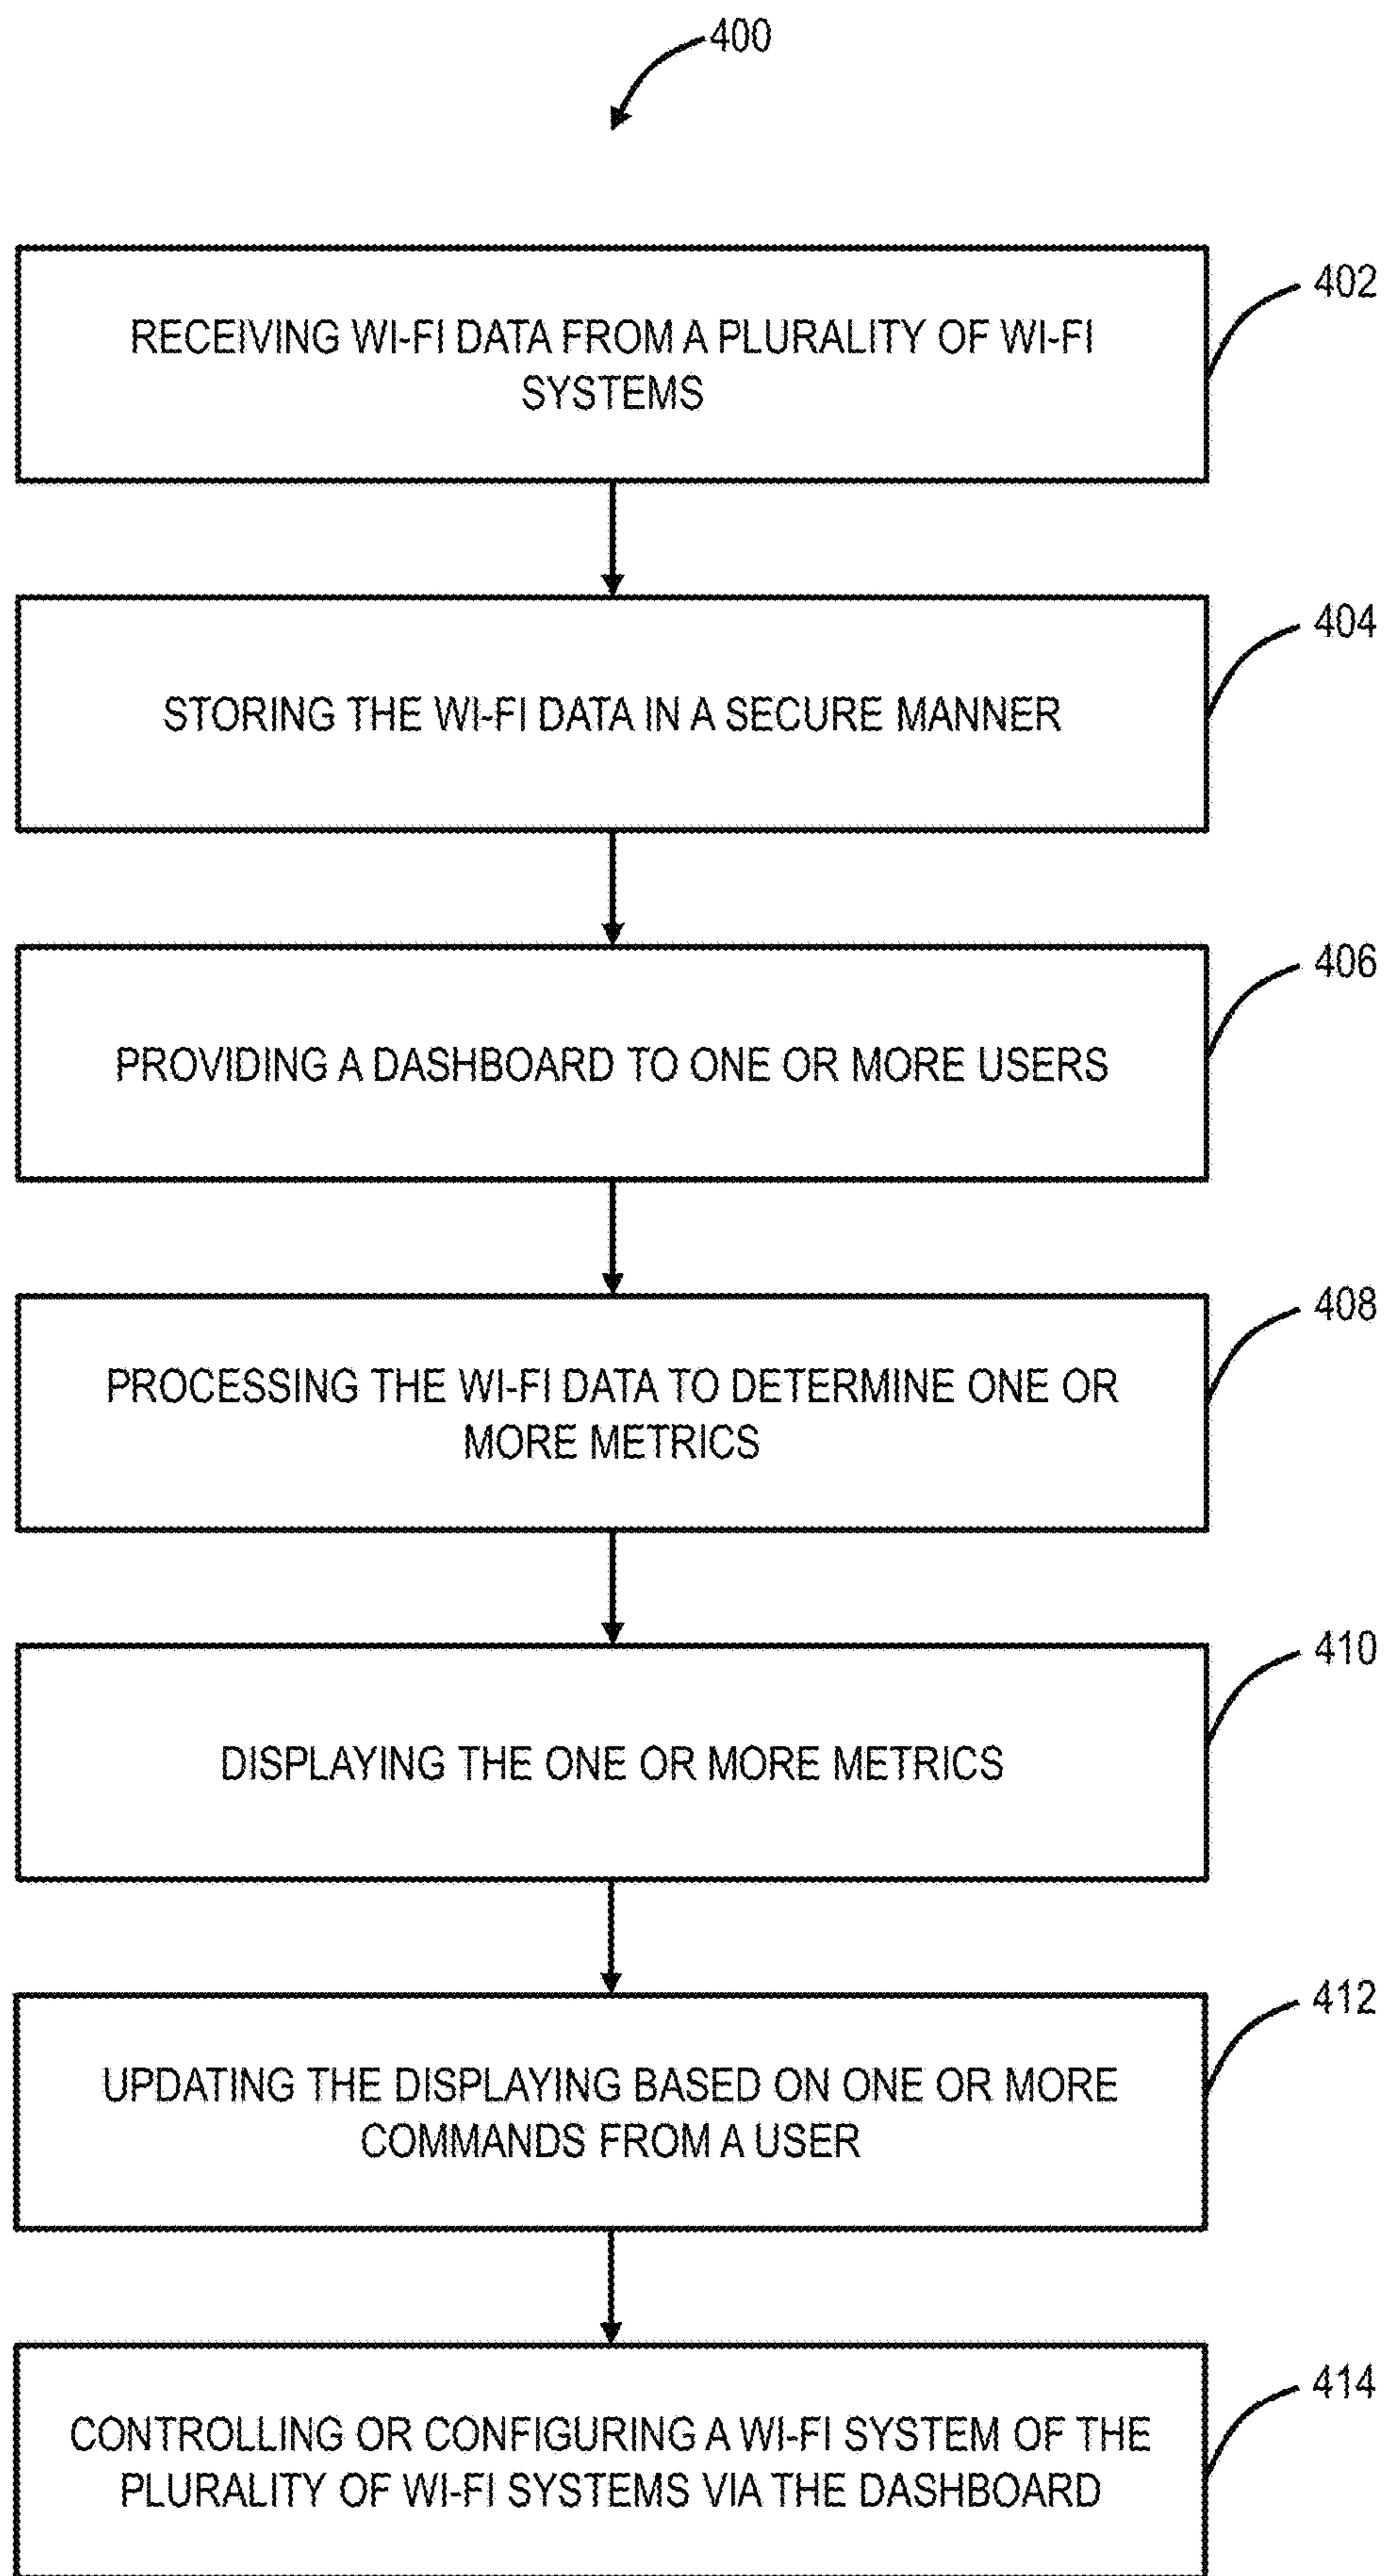 400
RECEIVING WI-FI DATA FROM A PLURALITY OF WI-FI
SYSTEMS
402
STORING THE WI-FI DATA IN A SECURE MANNER
404
PROVIDING A DASHBOARD TO ONE OR MORE USERS
406
PROCESSING THE WI-FI DATA TO DETERMINE ONE OR
MORE METRICS
408
DISPLAYING THE ONE OR MORE METRICS
410
UPDATING THE DISPLAYING BASED ON ONE OR MORE
COMMANDS FROM A USER
412
CONTROLLING OR CONFIGURING A WI-FI SYSTEM OF THE
PLURALITY OF WI-FI SYSTEMS VIA THE DASHBOARD
414